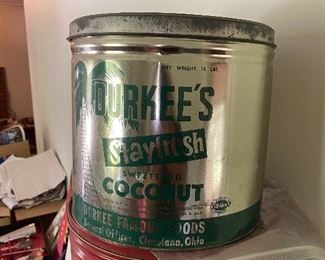 NET WEIGHT 10 LBS.
DURKEE'S
Stayfresh
SWEETENED
COCONUT
DURKEE FAMOUS FOODS
General Offices, Cleveland, Ohio